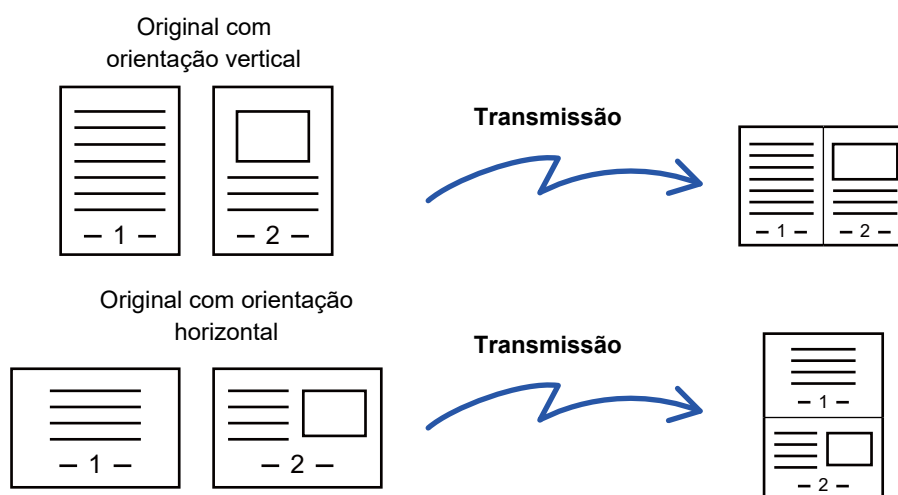 Original com
orientação vertical
Transmissão
– 1 –
– 2 –
– 1 –
– 2 –
Original com orientação
horizontal
Transmissão
– 1 –
– 2 –
– 1 –
– 2 –